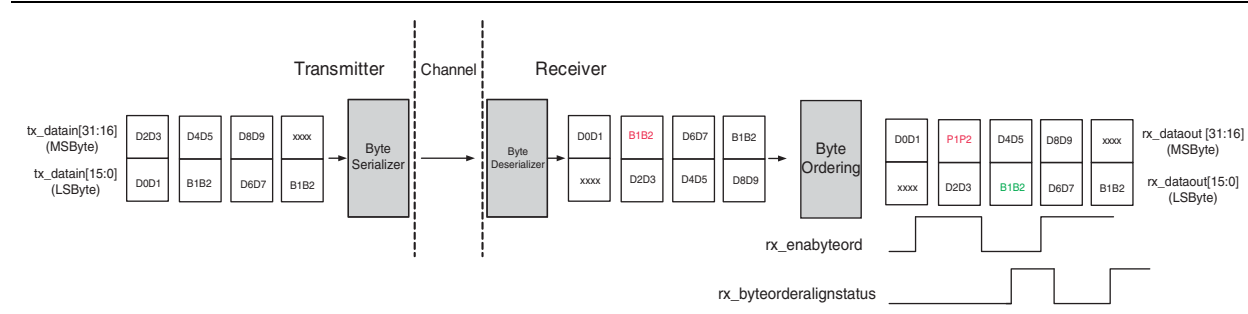 Transmitter Channel Receiver
tx_datain[31:16]
(MSByte)
D2D3 D4D5 D8D9 xxxx
tx_datain[15:0]
(LSByte)
D0D1 B1B2 D6D7 B1B2
Byte
Serializer
Byte
Deserializer
D0D1 B1B2 D6D7 B1B2
xxxx D2D3 D4D5 D8D9
Byte
Ordering
D0D1 P1P2 D4D5 D8D9 xxxx
xxxx D2D3 B1B2 D6D7 B1B2
rx_dataout [31:16]
(MSByte)
rx_dataout[15:0]
(LSByte)
rx_enabyteord
rx_byteorderalignstatus